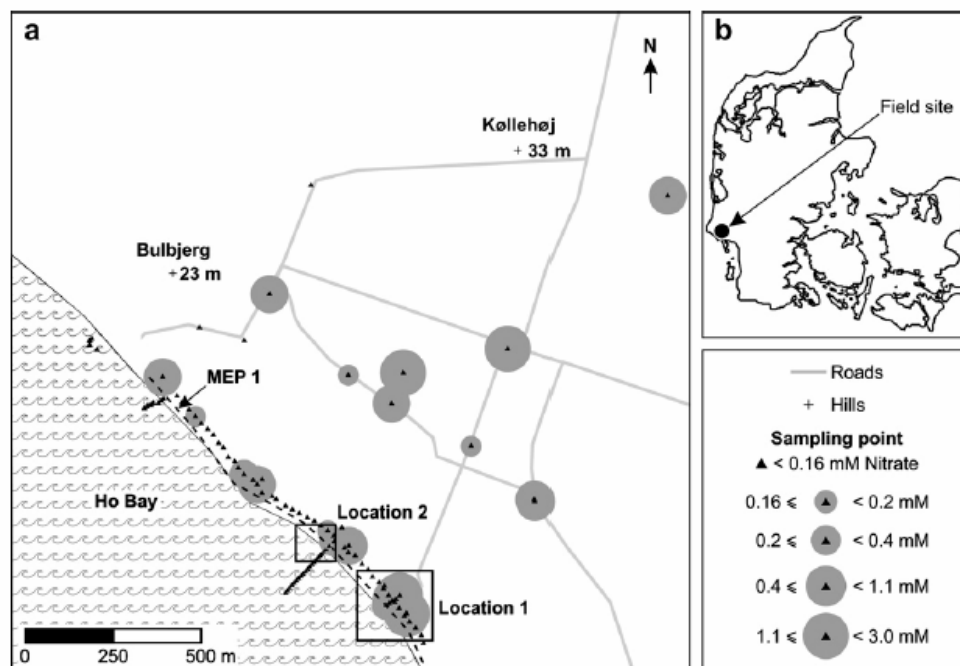 a
N
Køllehøj
+ 33 m
Bulbjerg
+23 m
MEP 1
Ho Bay
Location 2
Location 1
0 250 500 m
b
Field site
Roads
+ Hills
Sampling point
▲ < 0.16 mM Nitrate
0.16 ⩽ < 0.2 mM
0.2 ⩽ < 0.4 mM
0.4 ⩽ < 1.1 mM
1.1 ⩽ < 3.0 mM